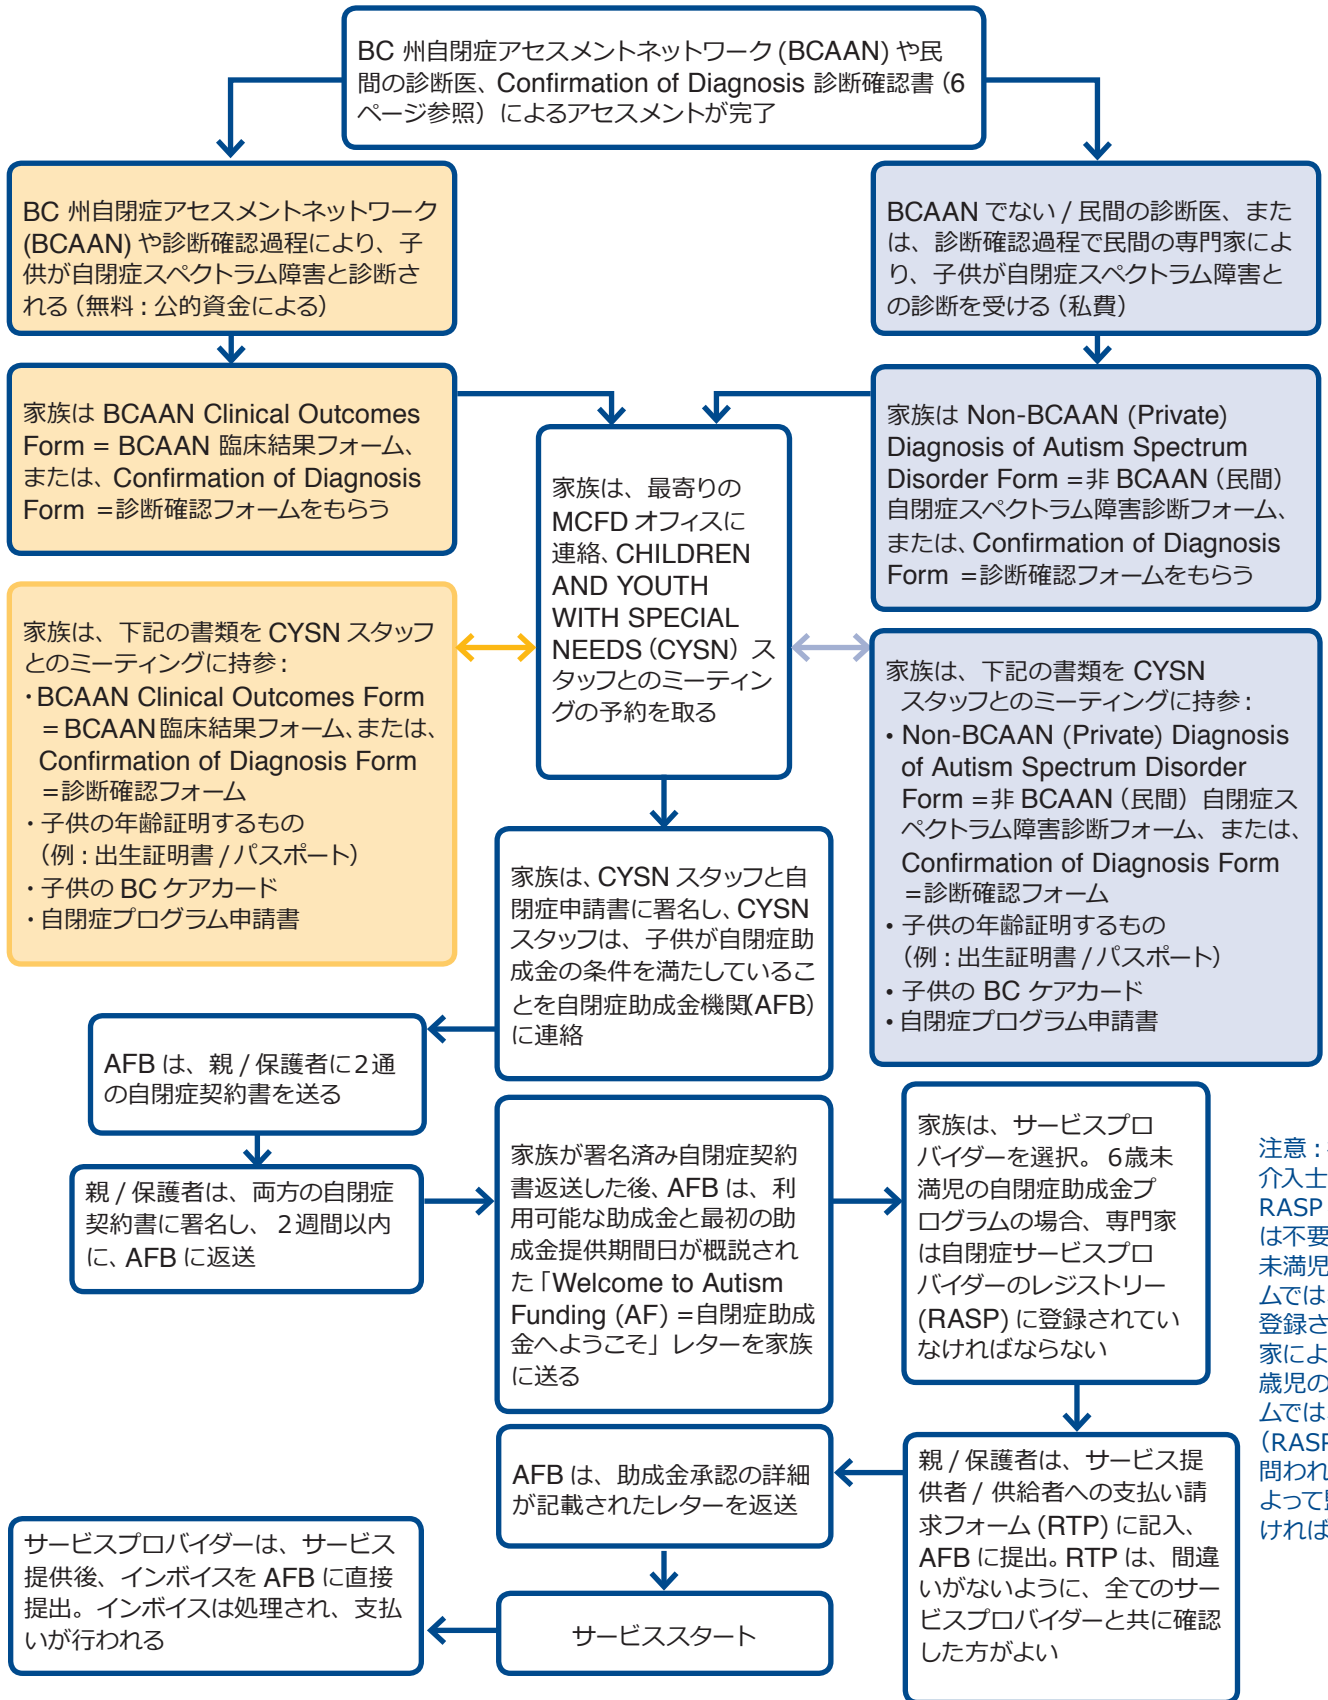 BC 州自閉症アセスメントネットワーク (BCAAN) や民
間の診断医、Confirmation of Diagnosis 診断確認書（6
ページ参照）によるアセスメントが完了
BC 州自閉症アセスメントネットワーク
(BCAAN) や診断確認過程により、子
供が自閉症スペクトラム障害と診断さ
れる（無料：公的資金による）
BCAAN でない / 民間の診断医、また
は、診断確認過程で民間の専門家によ
り、子供が自閉症スペクトラム障害と
の診断を受ける（私費）
家族は BCAAN Clinical Outcomes
Form = BCAAN 臨床結果フォーム、
または、Confirmation of Diagnosis
Form ＝診断確認フォームをもらう
家族は、最寄りの
MCFD オフィスに
連絡、CHILDREN
AND YOUTH
WITH SPECIAL
NEEDS（CYSN）ス
タッフとのミーティン
グの予約を取る
家族は Non-BCAAN (Private)
Diagnosis of Autism Spectrum
Disorder Form ＝非 BCAAN（民間）
自閉症スペクトラム障害診断フォーム、
または、Confirmation of Diagnosis
Form ＝診断確認フォームをもらう
家族は、下記の書類を CYSN スタッフ
とのミーティングに持参：
・BCAAN Clinical Outcomes Form
＝BCAAN臨床結果フォーム、または、
Confirmation of Diagnosis Form
＝診断確認フォーム
・子供の年齢証明するもの
（例：出生証明書 / パスポート）
・子供の BC ケアカード
・自閉症プログラム申請書
家族は、下記の書類を CYSN
スタッフとのミーティングに持参：
・Non-BCAAN (Private) Diagnosis
of Autism Spectrum Disorder
Form ＝非 BCAAN（民間）自閉症ス
ペクトラム障害診断フォーム、または、
Confirmation of Diagnosis Form
＝診断確認フォーム
・子供の年齢証明するもの
（例：出生証明書 / パスポート）
・子供の BC ケアカード
・自閉症プログラム申請書
家族は、CYSN スタッフと自
閉症申請書に署名し、CYSN
スタッフは、子供が自閉症助
成金の条件を満たしているこ
とを自閉症助成金機関(AFB)
に連絡
AFB は、親 / 保護者に２通
の自閉症契約書を送る
親 / 保護者は、両方の自閉症
契約書に署名し、２週間以内
に、AFB に返送
家族が署名済み自閉症契約
書返送した後、AFB は、利
用可能な助成金と最初の助
成金提供期間日が概説され
た「Welcome to Autism
Funding (AF) ＝自閉症助成
金へようこそ」レターを家族
に送る
家族は、サービスプロ
バイダーを選択。６歳未
満児の自閉症助成金プ
ログラムの場合、専門家
は自閉症サービスプロ
バイダーのレジストリー
(RASP) に登録されてい
なければならない
注意：
介入士
RASP
は不要
未満児
ムでは
登録さ
家によ
歳児の
ムでは
（RASP
問われ
よって
ければ
親 / 保護者は、サービス提
供者 / 供給者への支払い請
求フォーム (RTP) に記入、
AFB に提出。RTP は、間違
いがないように、全てのサー
ビスプロバイダーと共に確認
した方がよい
AFB は、助成金承認の詳細
が記載されたレターを返送
サービススタート
サービスプロバイダーは、サービス
提供後、インボイスを AFB に直接
提出。インボイスは処理され、支払
いが行われる